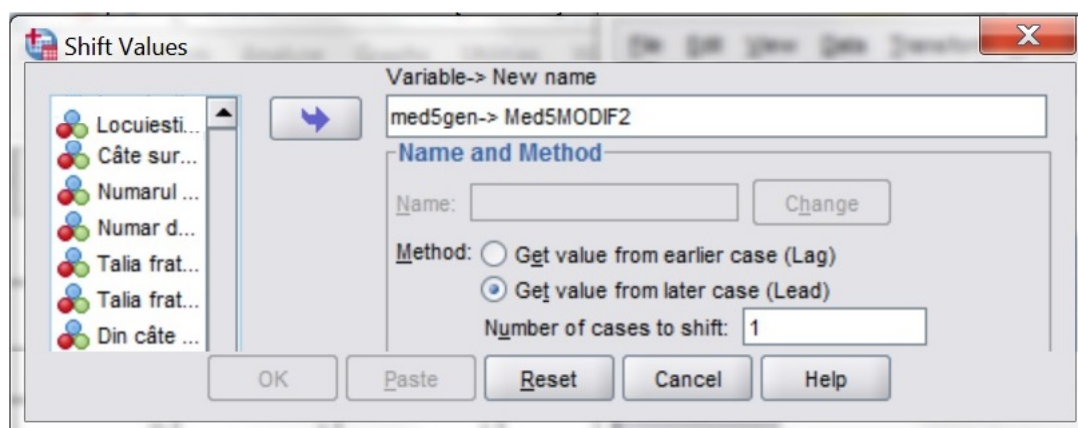 Shift Values
Variable-> New name
med5gen-> Med5MODIF2
Locuiesti...
Câte sur...
Numarul ...
Numar d...
Talia frat...
Talia frat...
Din câte ...
Name and Method
Name:
Change
Method:
Get value from earlier case (Lag)
Get value from later case (Lead)
Number of cases to shift: 1
OK
Paste
Reset
Cancel
Help